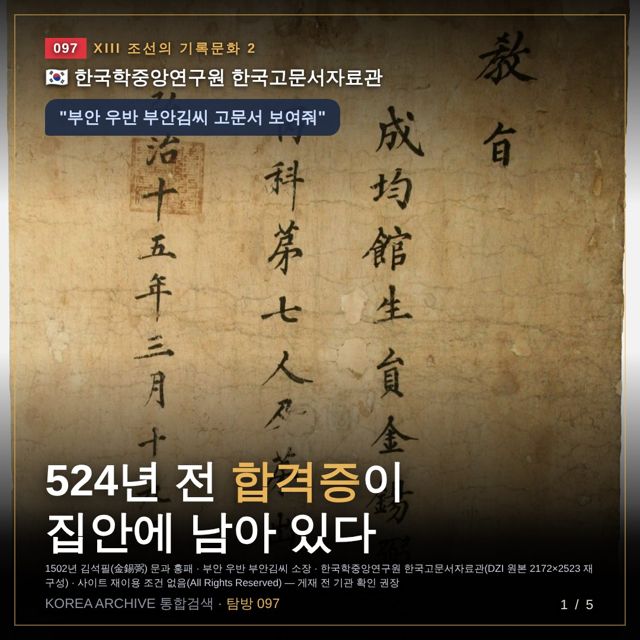 097 XIII 조선의 기록문화 2
🇰🇷 한국학중앙연구원 한국고문서자료관
"부안 우반 부안김씨 고문서 보여줘"
教
旨
成均館生員金錫
科苐七人及苐出
治十五年三月十
524년 전 합격증이
집안에 남아 있다
1502년 김석필(金錫弼) 문과 홍패 · 부안 우반 부안김씨 소장 · 한국학중앙연구원 한국고문서자료관(DZI 원본 2172×2523 재
구성) · 사이트 재이용 조건 없음(All Rights Reserved) — 게재 전 기관 확인 권장
KOREA ARCHIVE 통합검색 · 탐방 097
1 / 5